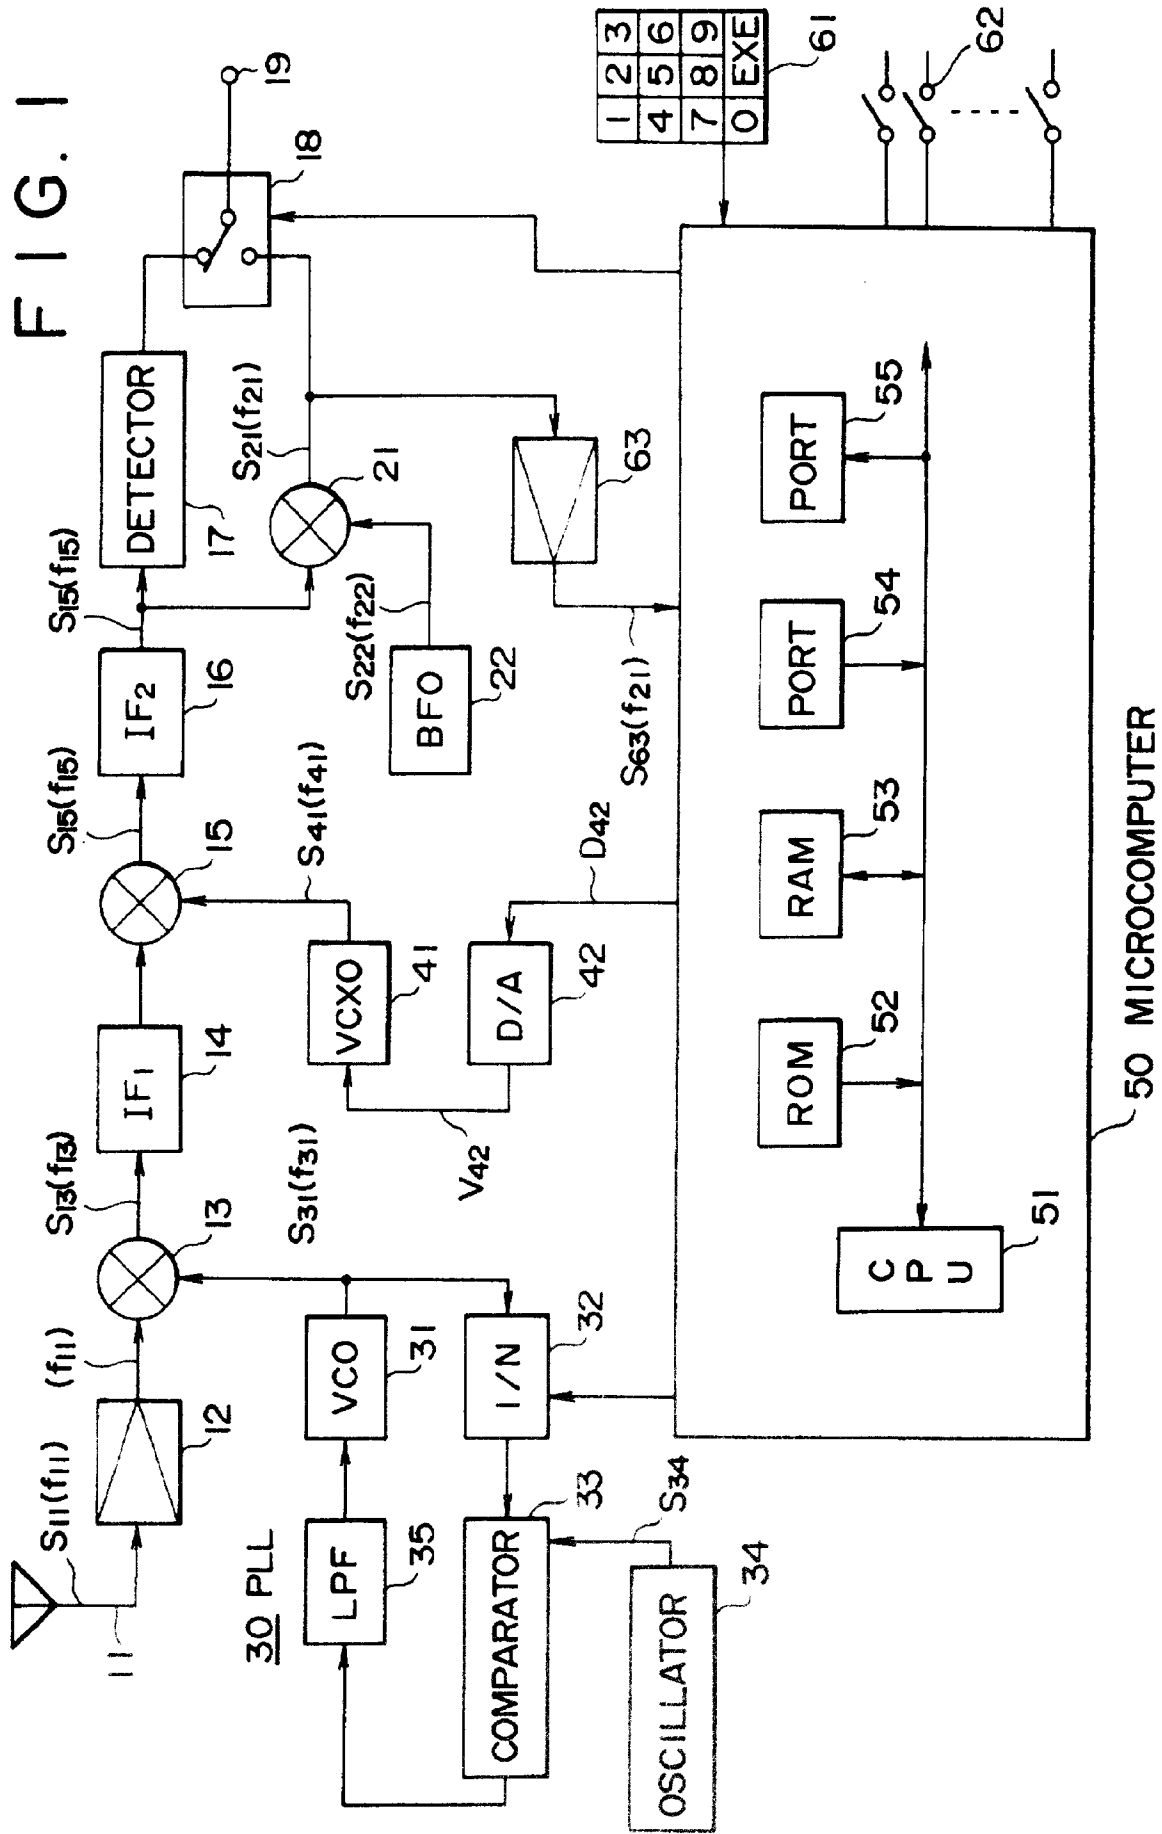 FIG. 1
S11(f11)
11
12
(f11)
13
S13(f13)
IF1
14
15
S15(f15)
IF2
16
S15(f15)
DETECTOR
17
18
19
30 PLL
LPF
35
VCO
31
S31(f31)
VCXO
41
S41(f41)
V42
BFO
22
S22(f22)
21
S21(f21)
COMPARATOR
33
1/N
32
D/A
42
D42
63
S63(f21)
OSCILLATOR
34
S34
1 2 3
4 5 6
7 8 9
0 EXE
61
62
CPU
51
ROM
52
RAM
53
PORT
54
PORT
55
50 MICROCOMPUTER